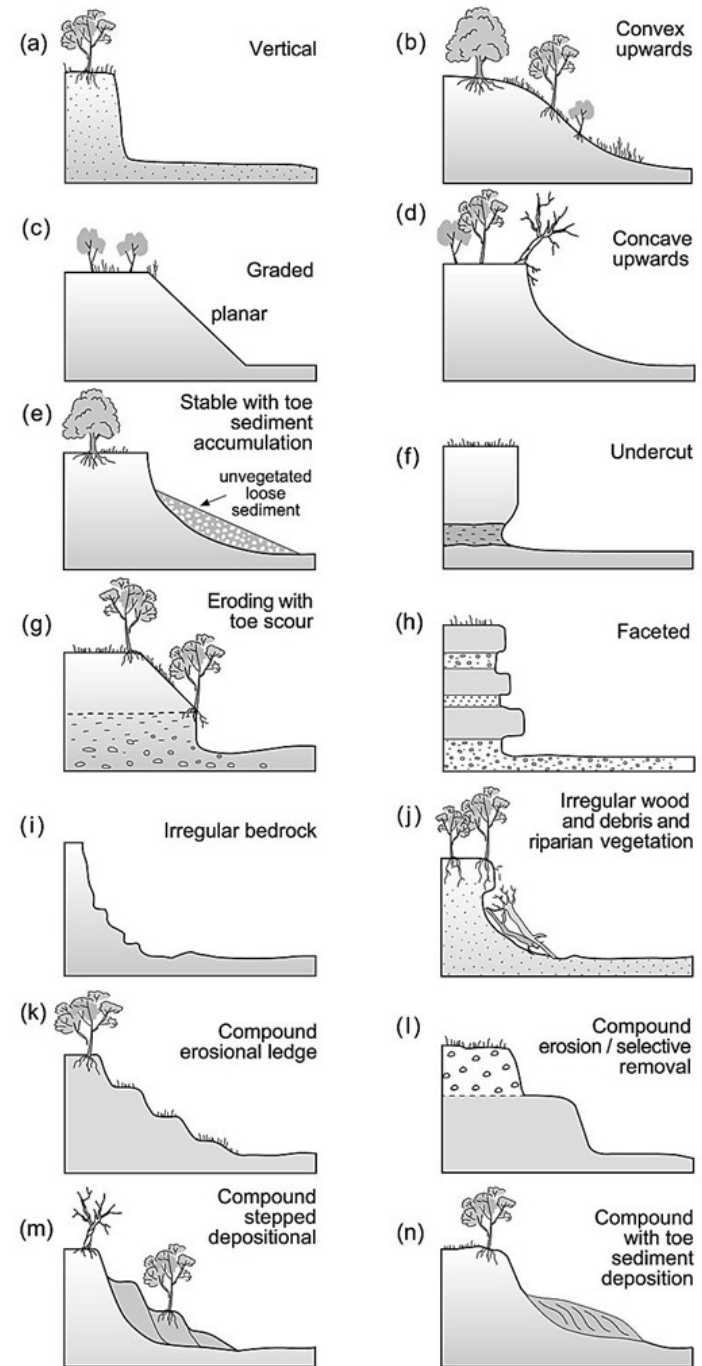 (a)
Vertical
(b)
Convex
upwards
(c)
Graded
planar
(d)
Concave
upwards
(e)
Stable with toe
sediment
accumulation
unvegetated
loose
sediment
(f)
Undercut
(g)
Eroding with
toe scour
(h)
Faceted
(i)
Irregular bedrock
(j)
Irregular wood
and debris and
riparian vegetation
(k)
Compound
erosional ledge
(l)
Compound
erosion / selective
removal
(m)
Compound
stepped
depositional
(n)
Compound
with toe
sediment
deposition